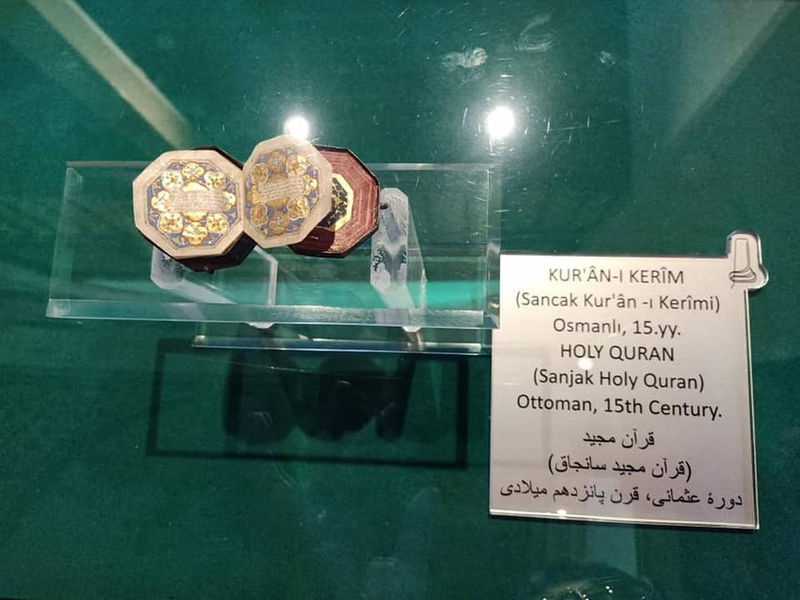 KUR'ÂN-I KERÎM
(Sancak Kur'ân -ı Kerîmi)
Osmanlı, 15.yy.
HOLY QURAN
(Sanjak Holy Quran)
Ottoman, 15th Century.
قرآن مجید
(قرآن مجید سانجاق)
دورهٔ عثمانی، قرن پانزدهم میلادی